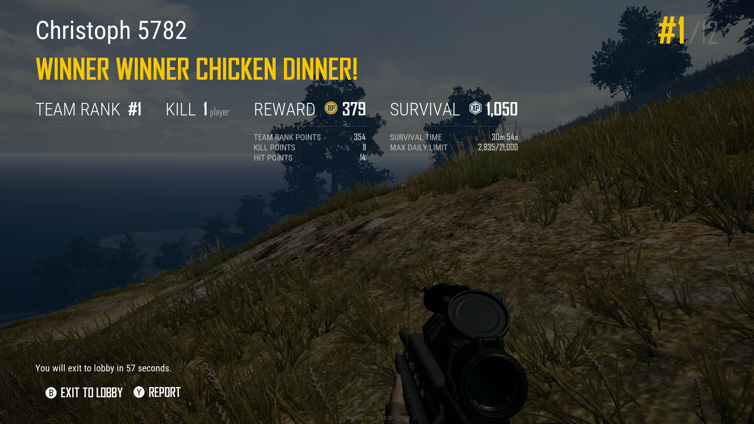 Christoph 5782
#1/12
WINNER WINNER CHICKEN DINNER!
TEAM RANK #1 KILL 1 player REWARD BP 379 SURVIVAL XP 1,050
TEAM RANK POINTS 354 SURVIVAL TIME 30m 54s
KILL POINTS 11 MAX DAILY LIMIT 2,835/21,000
HIT POINTS 14
You will exit to lobby in 57 seconds.
B EXIT TO LOBBY Y REPORT